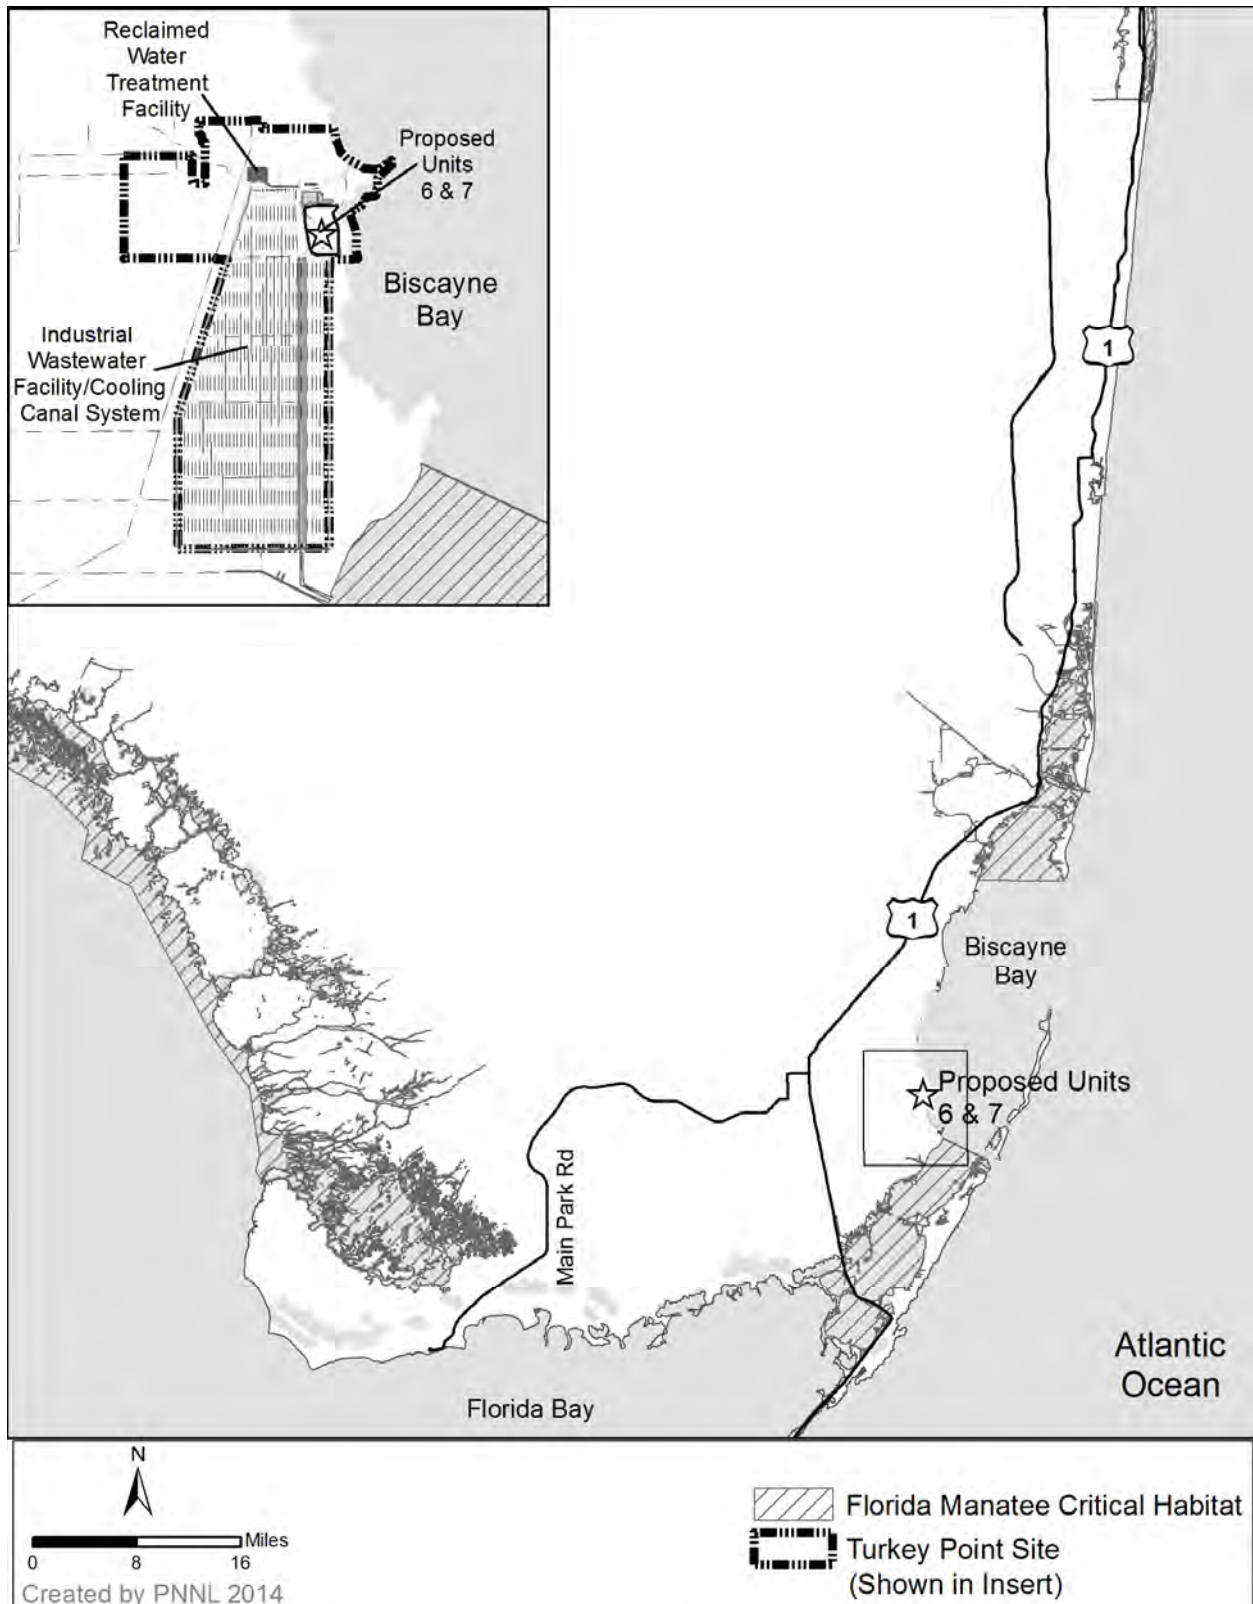 Reclaimed
Water
Treatment
Facility
Proposed
Units
6 & 7
Biscayne
Bay
Industrial
Wastewater
Facility/Cooling
Canal System
1
1
Biscayne
Bay
Proposed Units
6 & 7
Main Park Rd
Atlantic
Ocean
Florida Bay
N
Miles
0 8 16
Created by PNNL 2014
Florida Manatee Critical Habitat
Turkey Point Site
(Shown in Insert)